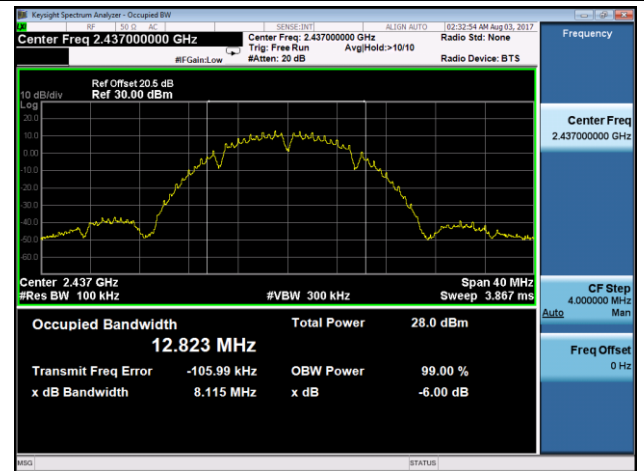 Keysight Spectrum Analyzer - Occupied BW
RF 50 Ω AC SENSE:INT ALIGN AUTO 02:32:54 AM Aug 03, 2017
Center Freq 2.437000000 GHz Center Freq: 2.437000000 GHz Radio Std: None Frequency
Trig: Free Run Avg|Hold:>10/10
#IFGain:Low #Atten: 20 dB Radio Device: BTS
Ref Offset 20.5 dB
10 dB/div Ref 30.00 dBm
Log
20.0
10.0
0.00
-10.0
-20.0
-30.0
-40.0
-50.0
-60.0
Center Freq
2.437000000 GHz
Center 2.437 GHz Span 40 MHz
#Res BW 100 kHz #VBW 300 kHz Sweep 3.867 ms
CF Step
4.000000 MHz
Auto Man
Occupied Bandwidth Total Power 28.0 dBm
12.823 MHz
Freq Offset
0 Hz
Transmit Freq Error -105.99 kHz OBW Power 99.00 %
x dB Bandwidth 8.115 MHz x dB -6.00 dB
MSG STATUS